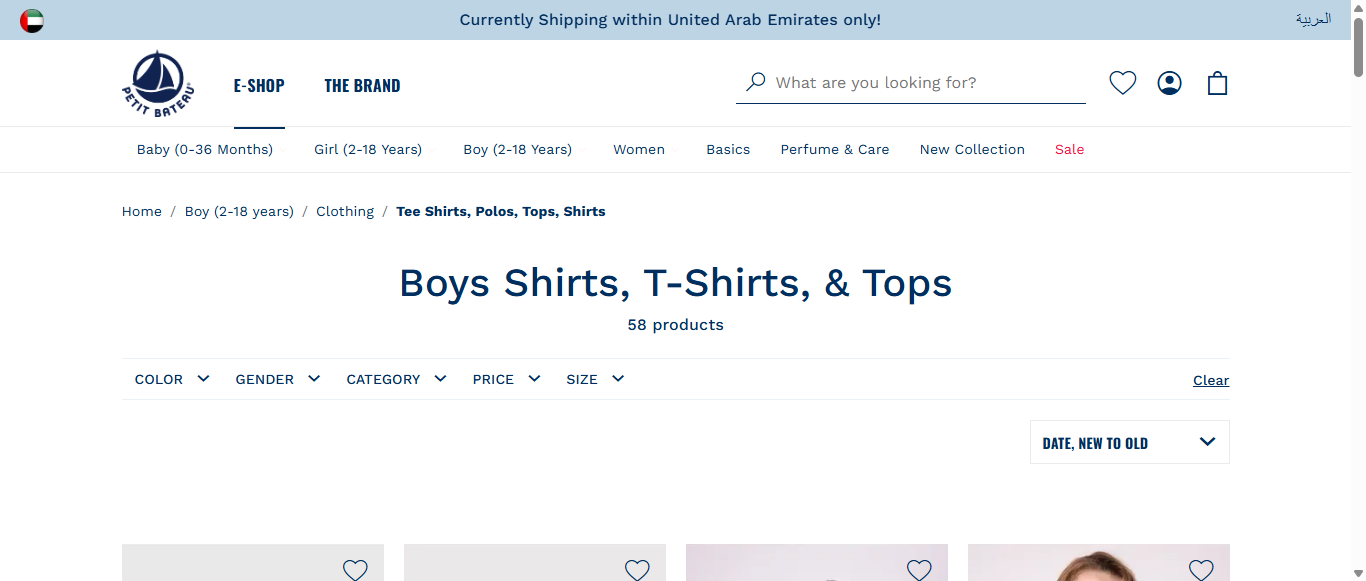 Currently Shipping within United Arab Emirates only!
العربية
PETIT BATEAU
E-SHOP
THE BRAND
What are you looking for?
Baby (0-36 Months)
Girl (2-18 Years)
Boy (2-18 Years)
Women
Basics
Perfume & Care
New Collection
Sale
Home / Boy (2-18 years) / Clothing / Tee Shirts, Polos, Tops, Shirts
Boys Shirts, T-Shirts, & Tops
58 products
COLOR
GENDER
CATEGORY
PRICE
SIZE
Clear
DATE, NEW TO OLD